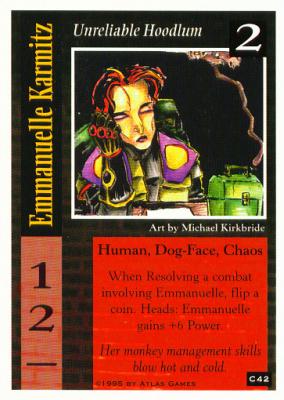 Emmanuelle Karmitz
Unreliable Hoodlum
2
Art by Michael Kirkbride
Human, Dog-Face, Chaos
When Resolving a combat
involving Emmanuelle, flip a
coin. Heads: Emmanuelle
gains +6 Power.
Her monkey management skills
blow hot and cold.
1
2
—
©1995 by Atlas Games
C42